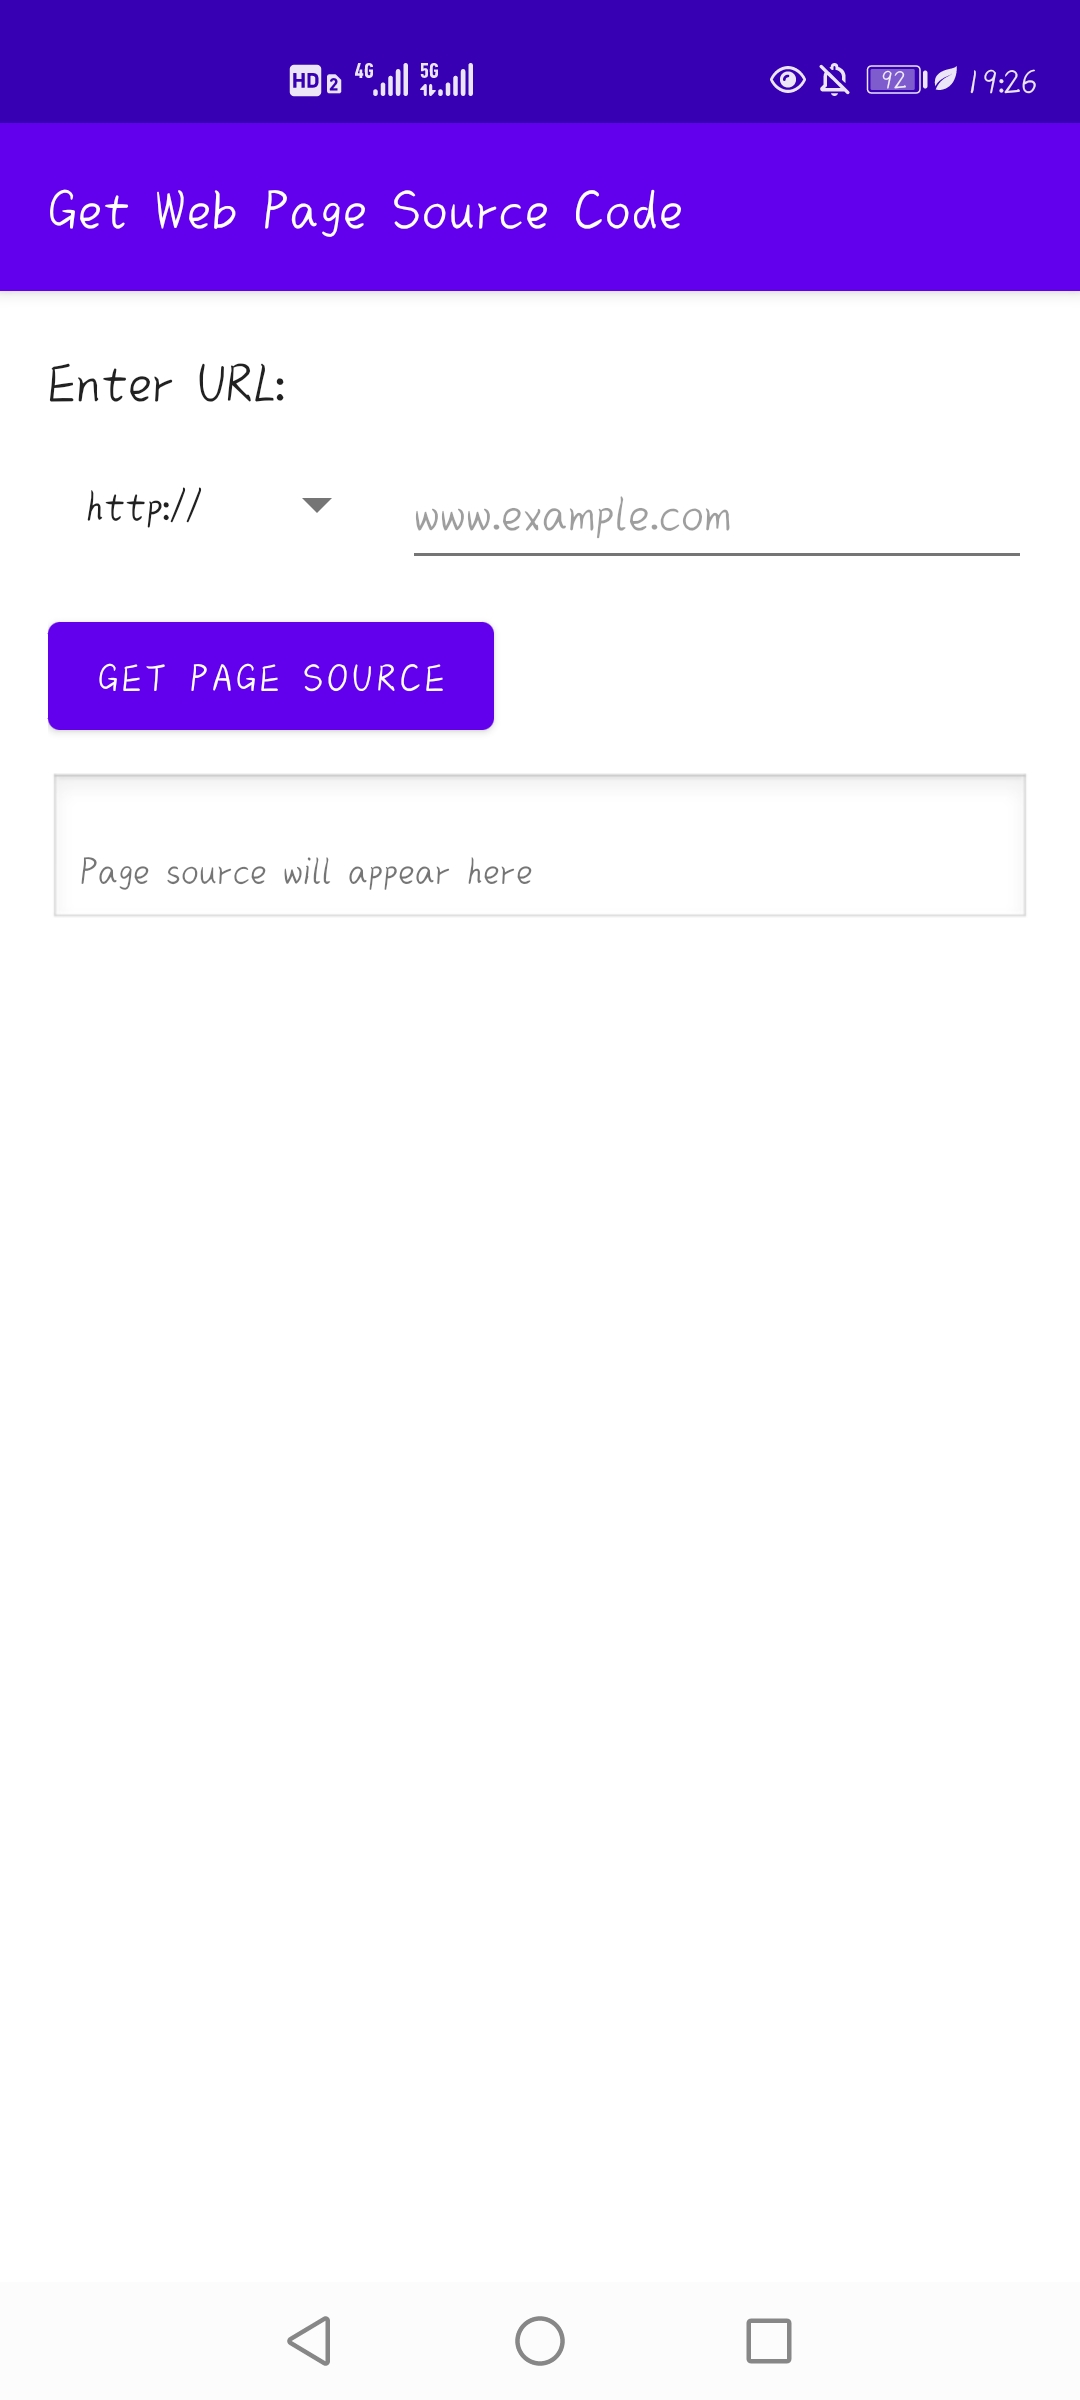 HD 2 4G 5G 92 19:26
Get Web Page Source Code
Enter URL:
http://
www.example.com
GET PAGE SOURCE
Page source will appear here